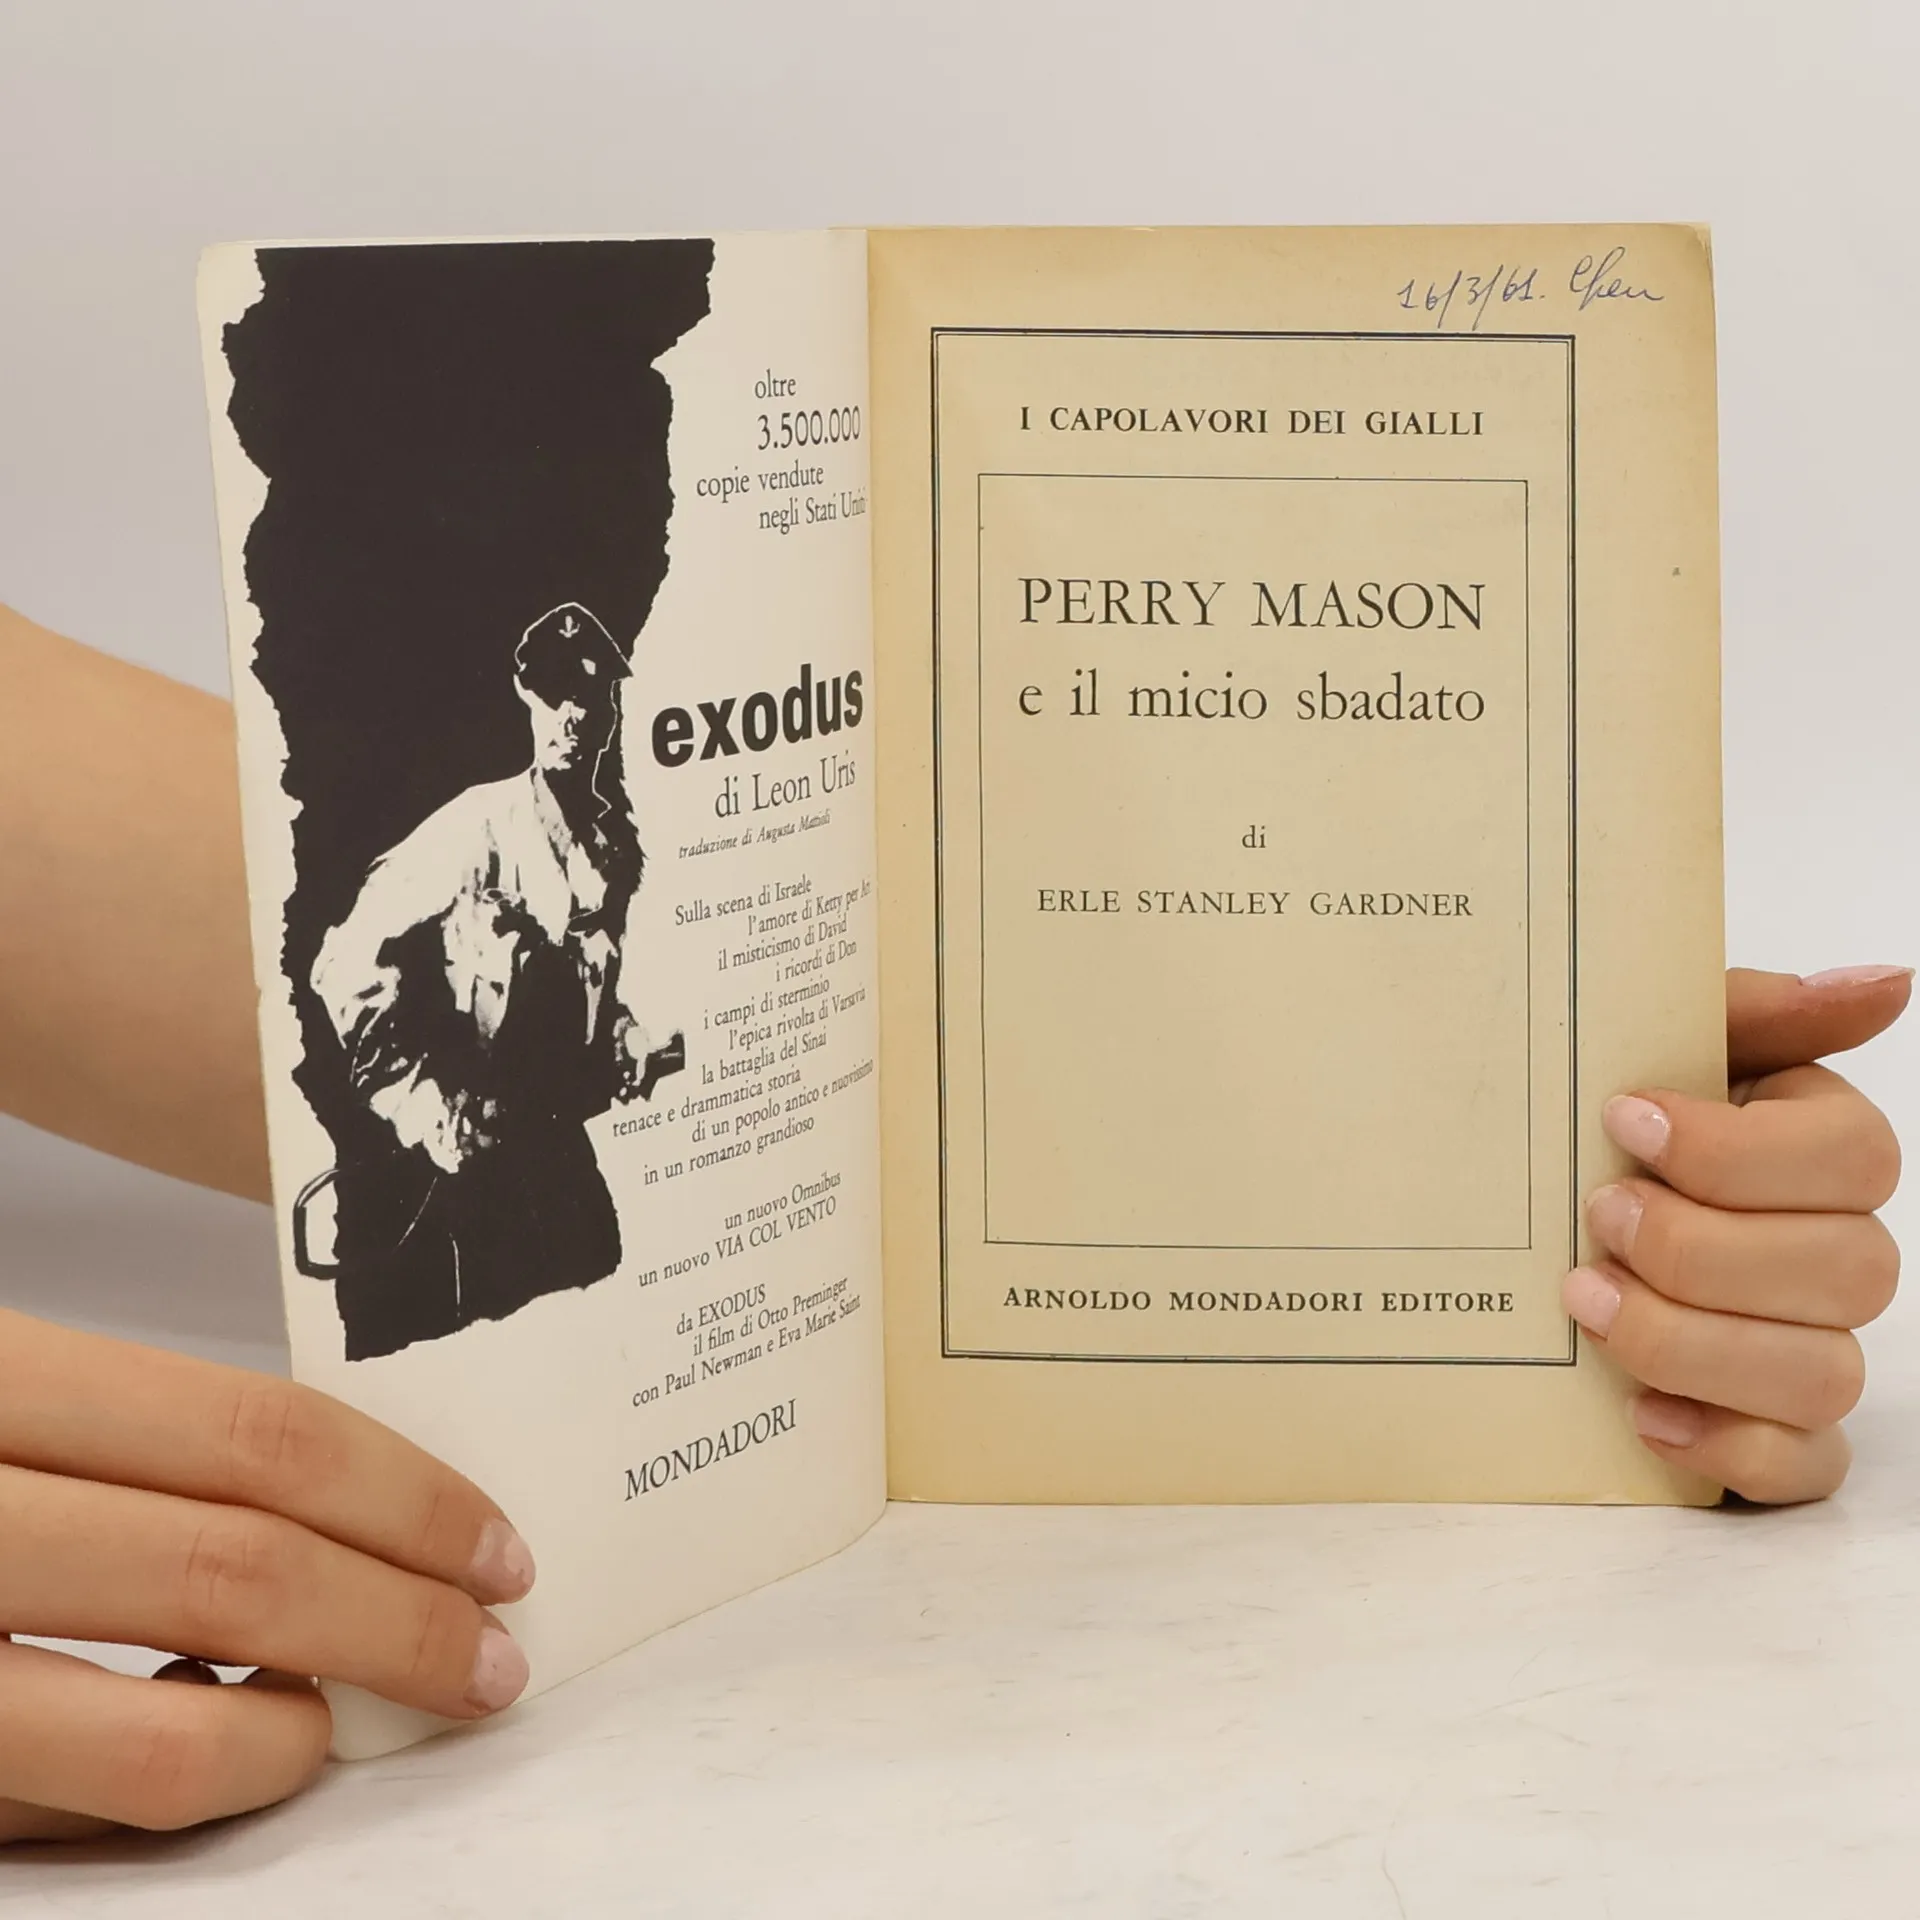 oltre
3.500.000
copie vendute
negli Stati Uniti
exodus
di Leon Uris
traduzione di Augusta Mattioli
Sulla scena di Israele
l'amore di Ketty per Ari
il misticismo di David
i ricordi di Don
i campi di sterminio
l'epica rivolta di Varsavia
la battaglia del Sinai
tenace e drammatica storia
di un popolo antico e nuovissimo
in un romanzo grandioso
un nuovo Omnibus
un nuovo VIA COL VENTO
da EXODUS
il film di Otto Preminger
con Paul Newman e Eva Marie Saint
MONDADORI
16/3/61.
I CAPOLAVORI DEI GIALLI
PERRY MASON
e il micio sbadato
di
ERLE STANLEY GARDNER
ARNOLDO MONDADORI EDITORE